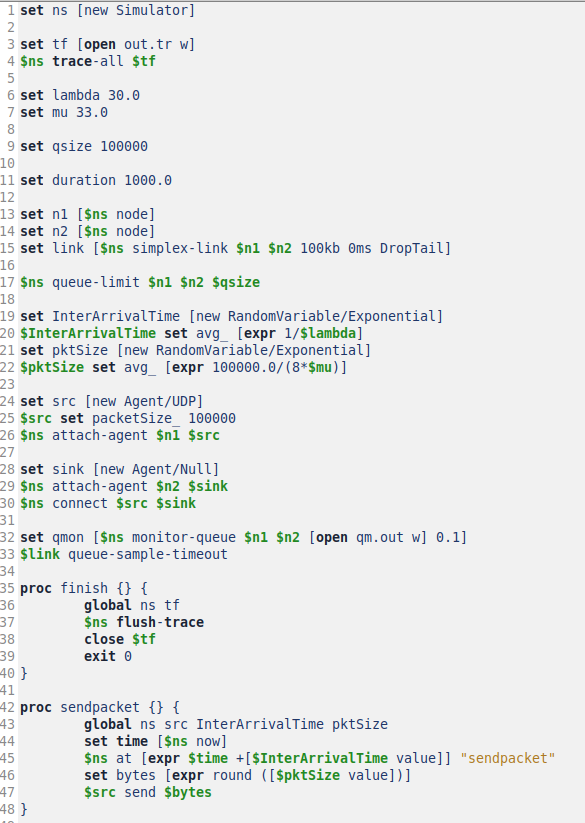 1 set ns [new Simulator]
2
3 set tf [open out.tr w]
4 $ns trace-all $tf
5
6 set lambda 30.0
7 set mu 33.0
8
9 set qsize 100000
10
11 set duration 1000.0
12
13 set n1 [$ns node]
14 set n2 [$ns node]
15 set link [$ns simplex-link $n1 $n2 100kb 0ms DropTail]
16
17 $ns queue-limit $n1 $n2 $qsize
18
19 set InterArrivalTime [new RandomVariable/Exponential]
20 $InterArrivalTime set avg_ [expr 1/$lambda]
21 set pktSize [new RandomVariable/Exponential]
22 $pktSize set avg_ [expr 100000.0/(8*$mu)]
23
24 set src [new Agent/UDP]
25 $src set packetSize_ 100000
26 $ns attach-agent $n1 $src
27
28 set sink [new Agent/Null]
29 $ns attach-agent $n2 $sink
30 $ns connect $src $sink
31
32 set qmon [$ns monitor-queue $n1 $n2 [open qm.out w] 0.1]
33 $link queue-sample-timeout
34
35 proc finish {} {
36         global ns tf
37         $ns flush-trace
38         close $tf
39         exit 0
40 }
41
42 proc sendpacket {} {
43         global ns src InterArrivalTime pktSize
44         set time [$ns now]
45         $ns at [expr $time +[$InterArrivalTime value]] "sendpacket"
46         set bytes [expr round ([$pktSize value])]
47         $src send $bytes
48 }